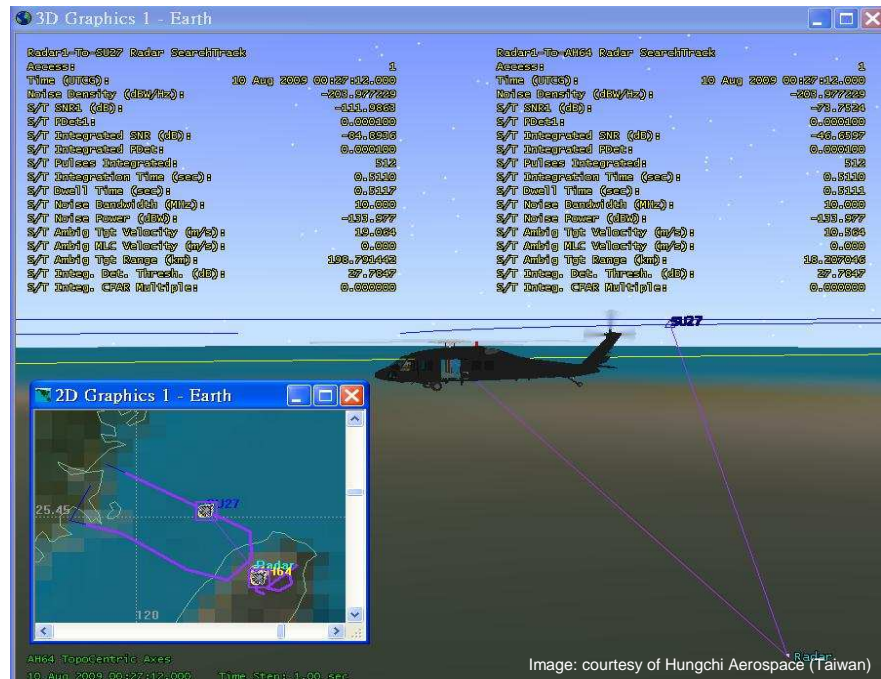 3D Graphics 1 - Earth
Radar1-To-SU27 Radar SearchTrack
Access: 1
Time (UTCG): 10 Aug 2009 00:27:12.000
Noise Density (dBW/Hz): -203.977229
S/T SNR1 (dB): -111.9863
S/T PDet1: 0.000100
S/T Integrated SNR (dB): -84.8936
S/T Integrated PDet: 0.000100
S/T Pulses Integrated: 512
S/T Integration Time (sec): 0.5110
S/T Dwell Time (sec): 0.5117
S/T Noise Bandwidth (MHz): 10.000
S/T Noise Power (dBW): -133.977
S/T Ambig Tgt Velocity (m/s): 19.064
S/T Ambig MLC Velocity (m/s): 0.000
S/T Ambig Tgt Range (km): 198.791442
S/T Integ. Det. Thresh. (dB): 27.7847
S/T Integ. CFAR Multiple: 0.000000
Radar1-To-AH64 Radar SearchTrack
Access: 1
Time (UTCG): 10 Aug 2009 00:27:12.000
Noise Density (dBW/Hz): -203.977229
S/T SNR1 (dB): -73.7524
S/T PDet1: 0.000100
S/T Integrated SNR (dB): -46.6597
S/T Integrated PDet: 0.000100
S/T Pulses Integrated: 512
S/T Integration Time (sec): 0.5110
S/T Dwell Time (sec): 0.5111
S/T Noise Bandwidth (MHz): 10.000
S/T Noise Power (dBW): -133.977
S/T Ambig Tgt Velocity (m/s): 10.564
S/T Ambig MLC Velocity (m/s): 0.000
S/T Ambig Tgt Range (km): 18.207046
S/T Integ. Det. Thresh. (dB): 27.7847
S/T Integ. CFAR Multiple: 0.000000
SU27
2D Graphics 1 - Earth
SU27
25.45
Radar
H64
120
Radar
AH64 TopoCentric Axes
10 Aug 2009 00:27:12.000 Time Step: 1.00 sec
Image: courtesy of Hungchi Aerospace (Taiwan)